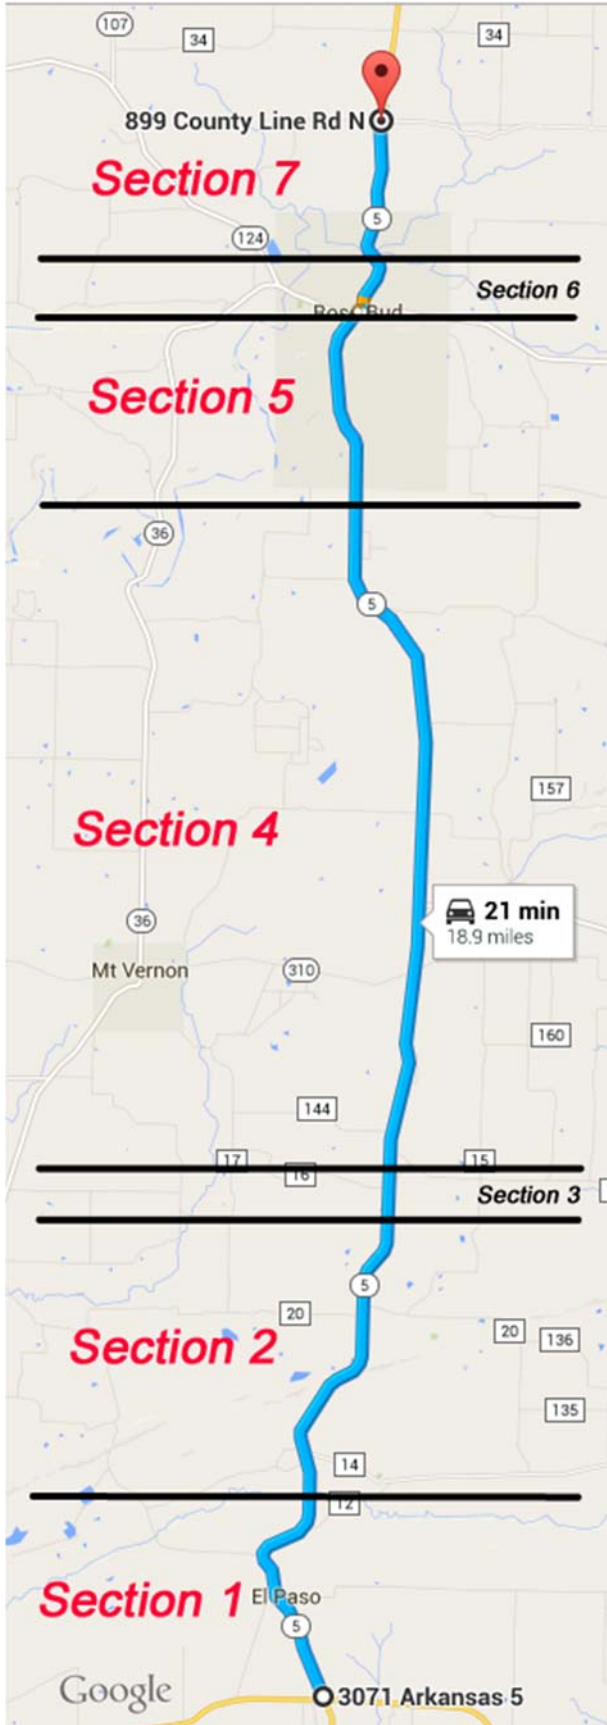 107
34
34
899 County Line Rd N
Section 7
5
124
Section 6
Rose Bud
Section 5
36
5
157
Section 4
21 min
18.9 miles
36
Mt Vernon
310
160
144
17
15
16
Section 3
5
20
20
136
Section 2
135
14
12
Section 1
El Paso
5
Google
3071 Arkansas 5